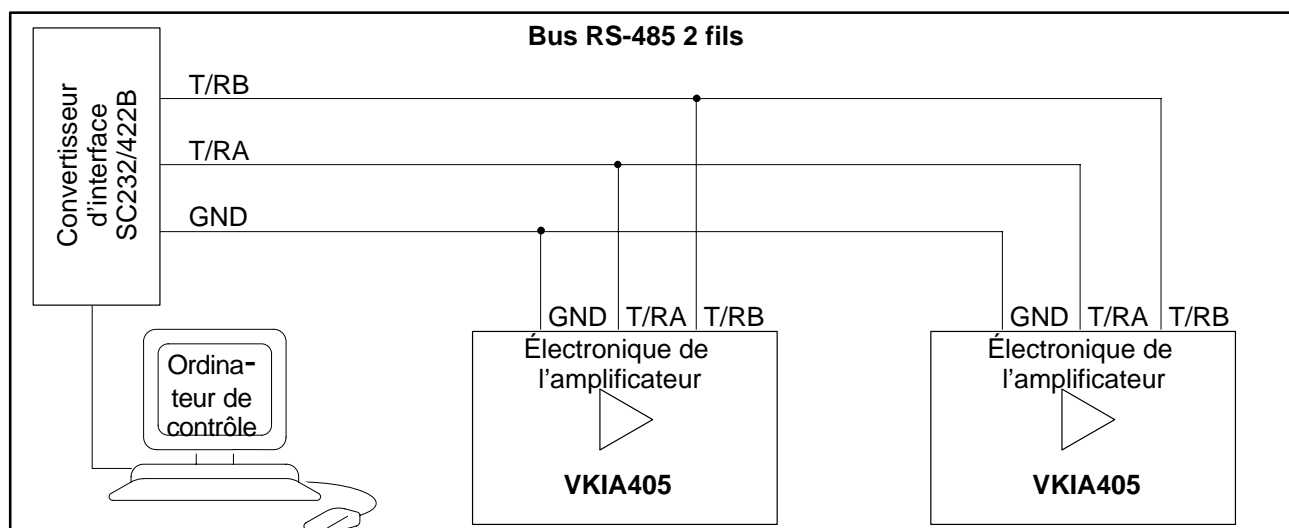 Bus RS-485 2 fils
Convertisseur
d'interface
SC232/422B
T/RB
T/RA
GND
GND T/RA T/RB
Électronique de
l'amplificateur
VKIA405
GND T/RA T/RB
Électronique de
l'amplificateur
VKIA405
Ordina-
teur de
contrôle